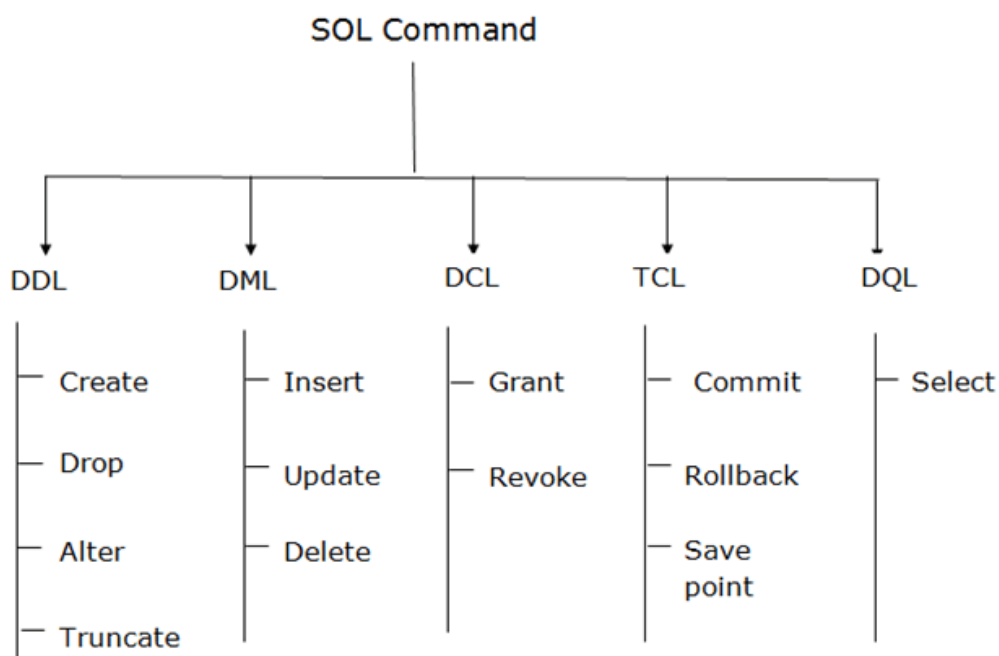 SOL Command
DDL
DML
DCL
TCL
DQL
Create
Drop
Alter
Truncate
Insert
Update
Delete
Grant
Revoke
Commit
Rollback
Save
point
Select